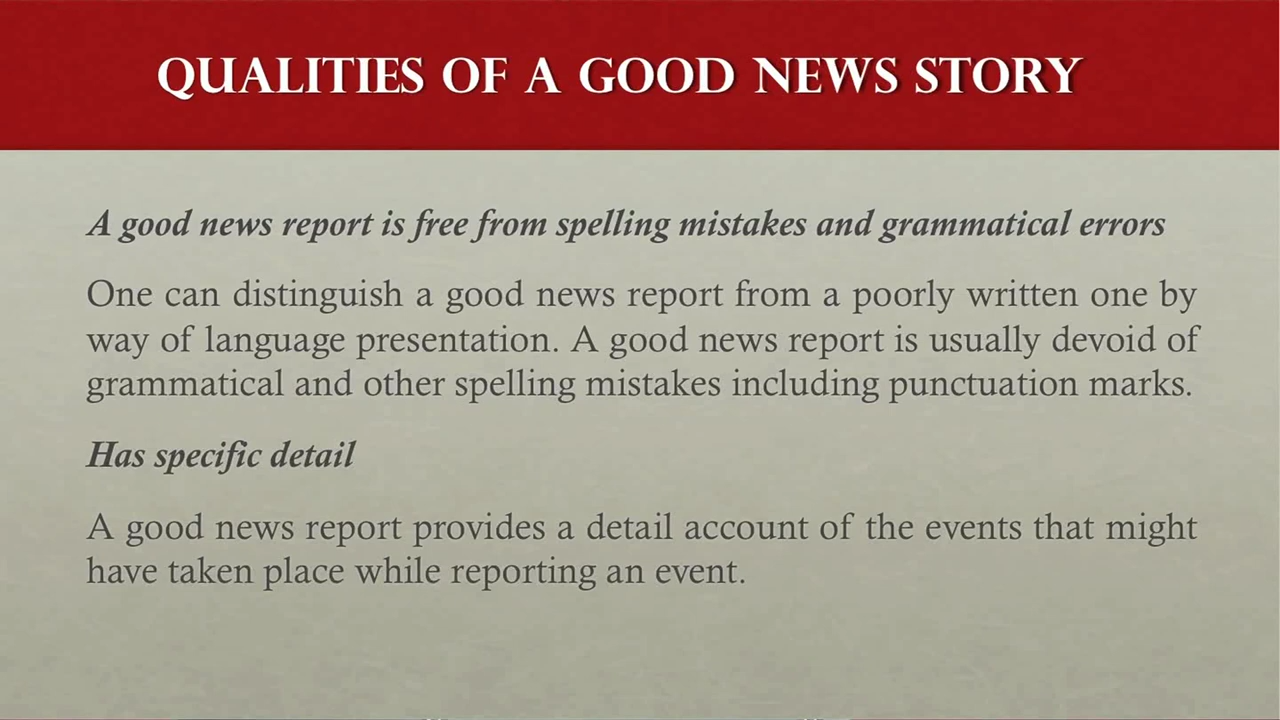 QUALITIES OF A GOOD NEWS STORY
A good news report is free from spelling mistakes and grammatical errors
One can distinguish a good news report from a poorly written one by
way of language presentation. A good news report is usually devoid of
grammatical and other spelling mistakes including punctuation marks.
Has specific detail
A good news report provides a detail account of the events that might
have taken place while reporting an event.